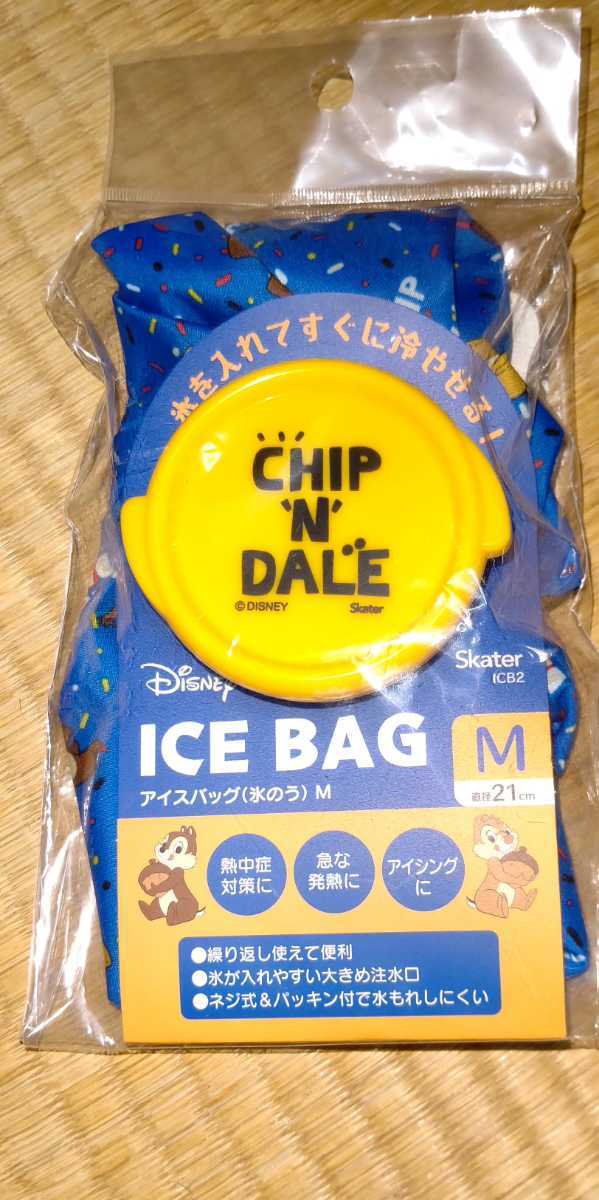 CHIP
氷を入れてすぐに冷やせる!
CHIP
'N'
DALE
© DISNEY Skater
Disney
Skater
ICB2
ICE BAG M
アイスバッグ(氷のう) M
直径21cm
熱中症
対策に
急な
発熱に
アイシング
に
●繰り返し使えて便利
●氷が入れやすい大きめ注水口
●ネジ式&パッキン付で水もれしにくい